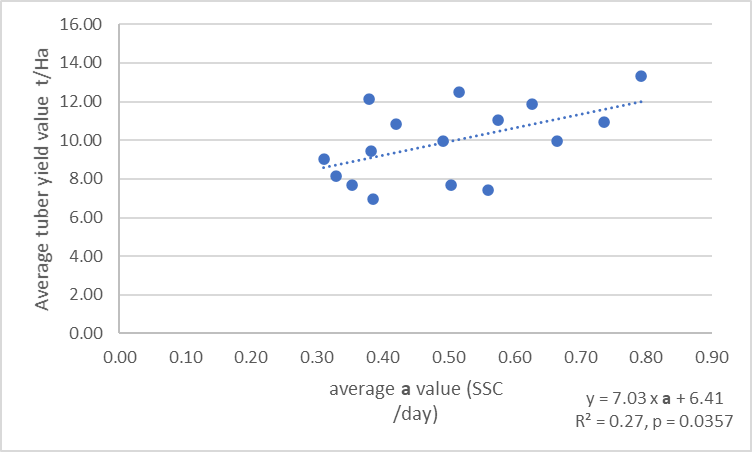 Average tuber yield value t/Ha
16.00
14.00
12.00
10.00
8.00
6.00
4.00
2.00
0.00
0.00 0.10 0.20 0.30 0.40 0.50 0.60 0.70 0.80 0.90
average a value (SSC
/day)
y = 7.03 x a + 6.41
R² = 0.27, p = 0.0357